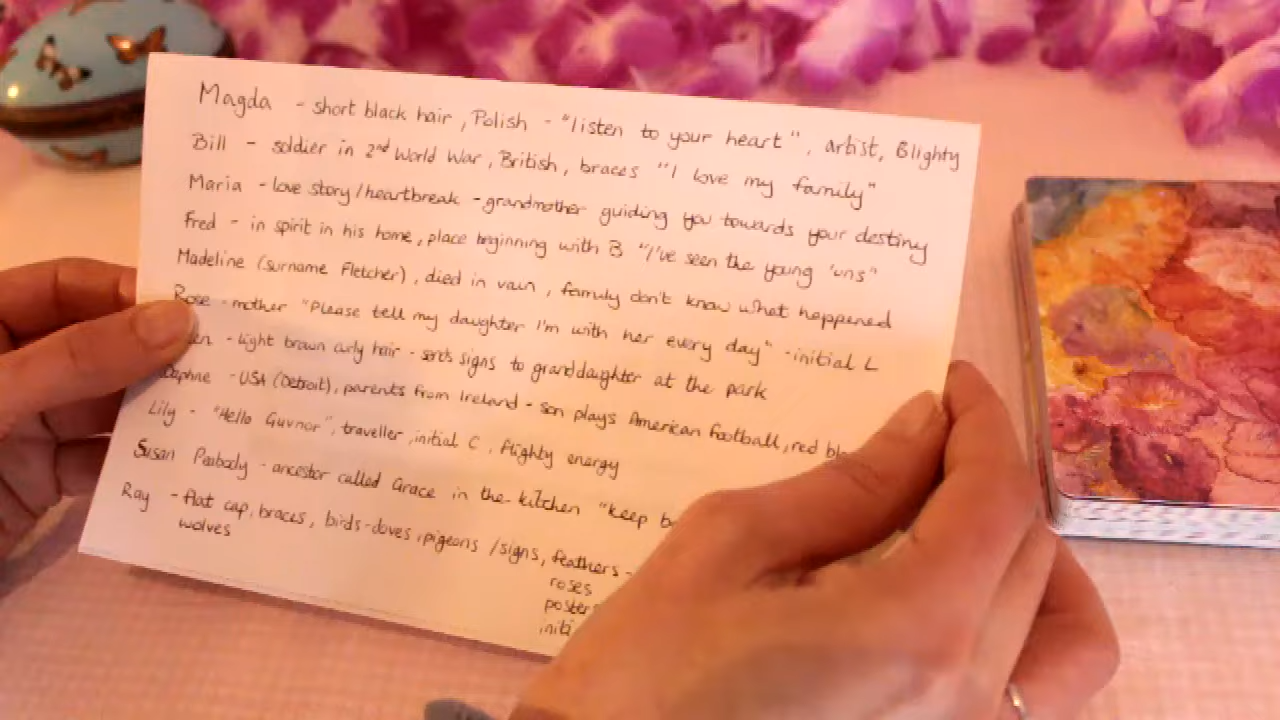 Magda - short black hair, Polish - "listen to your heart", artist, Blighty
Bill - soldier in 2nd World War, British, braces "I love my family"
Maria - love story/heartbreak - grandmother guiding you towards your destiny
Fred - in spirit in his home, place beginning with B "I've seen the young 'uns"
Madeline (surname Fletcher), died in vain, family don't know what happened
Rose - mother "Please tell my daughter I'm with her every day" - initial L
- light brown curly hair - sends signs to granddaughter at the park
Daphne - USA (Detroit), parents from Ireland - son plays American football, red
Lily - "Hello Guvnor", traveller, initial C, flighty energy
Susan Peabody - ancestor called Grace in the kitchen "keep
Ray - flat cap, braces, birds - doves, pigeons / signs, feathers -
wolves
roses